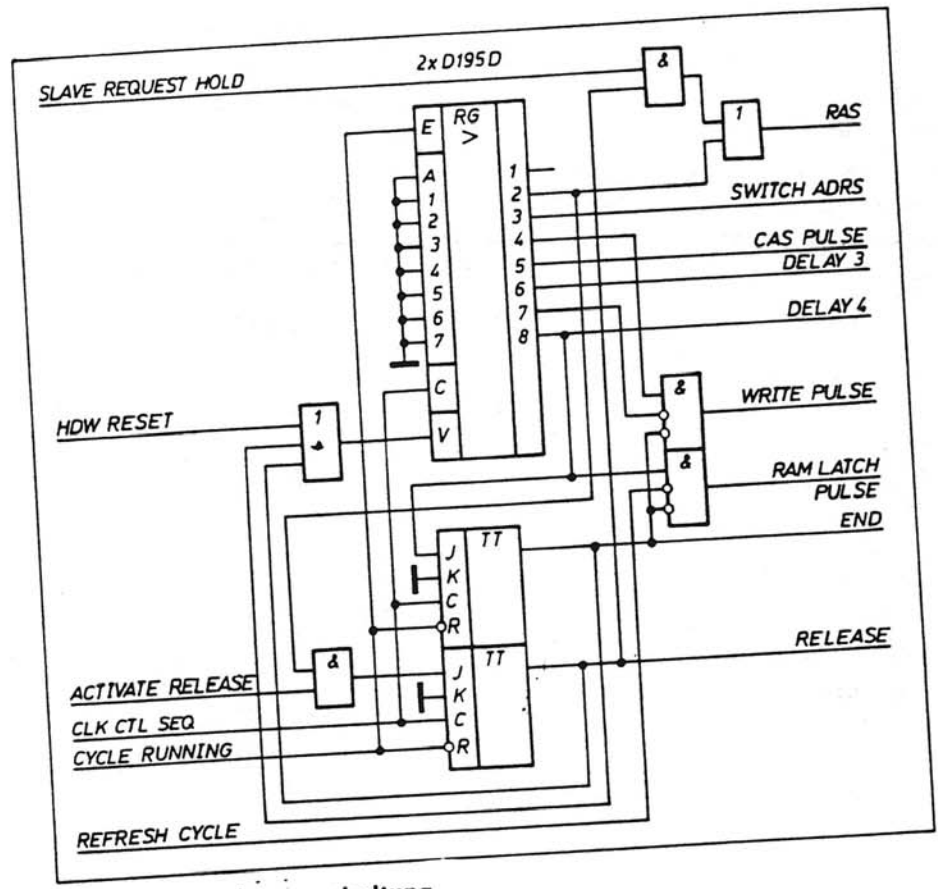 SLAVE REQUEST HOLD
2xD195D
&
1
RAS
E
RG
>
A
1
2
3
4
5
6
7
C
V
1
2
3
4
5
6
7
8
SWITCH ADRS
CAS PULSE
DELAY 3
DELAY 4
HDW RESET
1
&
WRITE PULSE
&
RAM LATCH
PULSE
END
J
K
C
R
TT
RELEASE
&
ACTIVATE RELEASE
J
K
C
R
TT
CLK CTL SEQ
CYCLE RUNNING
REFRESH CYCLE